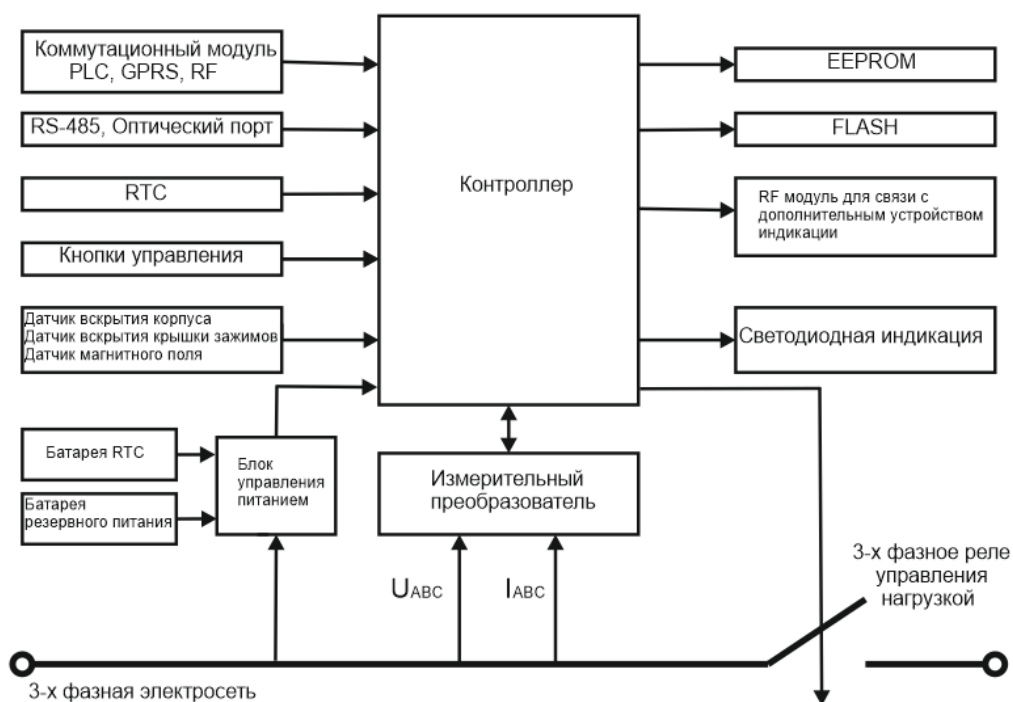 Коммутационный модуль
PLC, GPRS, RF
RS-485, Оптический порт
RTC
Кнопки управления
Датчик вскрытия корпуса
Датчик вскрытия крышки зажимов
Датчик магнитного поля
Контроллер
EEPROM
FLASH
RF модуль для связи с
дополнительным устройством
индикации
Светодиодная индикация
Батарея RTC
Батарея
резервного питания
Блок
управления
питанием
Измерительный
преобразователь
UABC
IABC
3-х фазное реле
управления
нагрузкой
3-х фазная электросеть